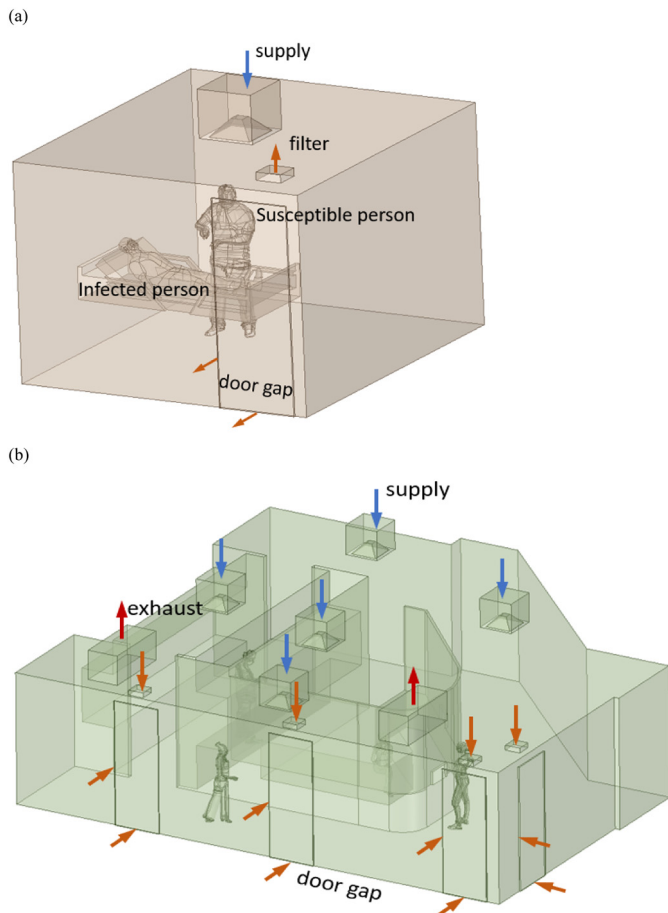 (a)
supply
filter
Susceptible person
Infected person
door gap
(b)
supply
exhaust
door gap